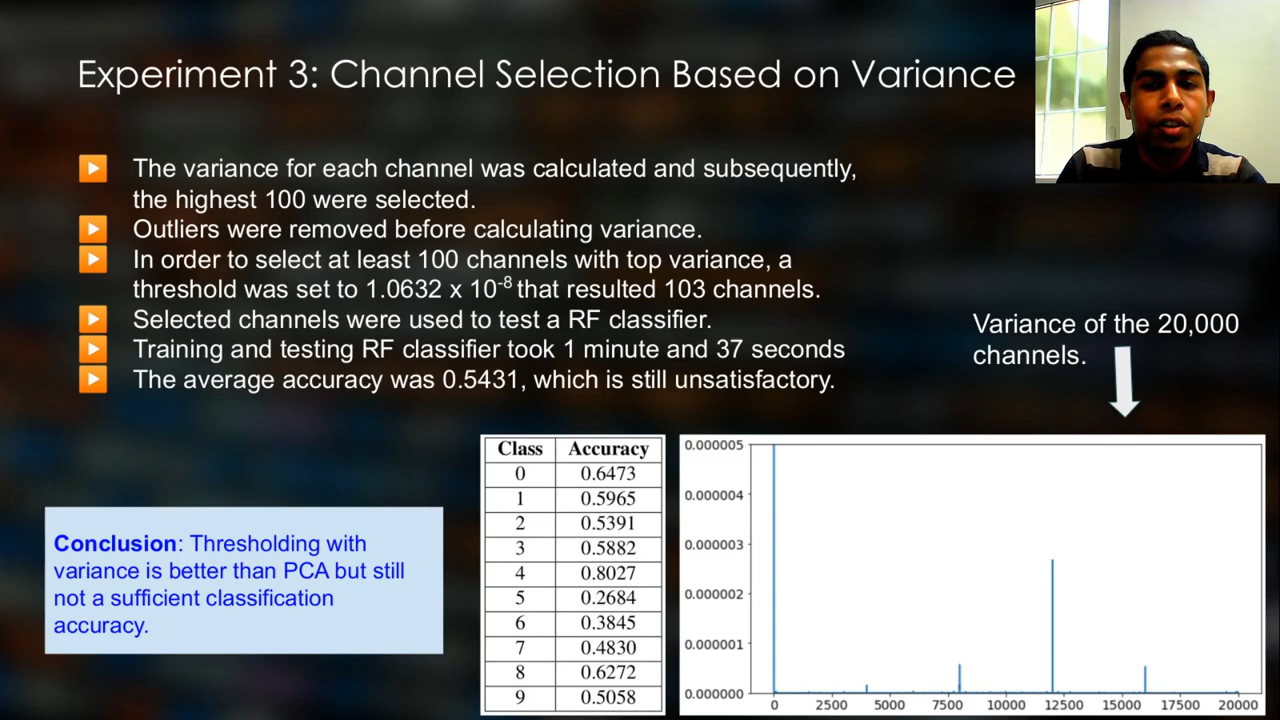 Experiment 3: Channel Selection Based on Variance
The variance for each channel was calculated and subsequently,
the highest 100 were selected.
Outliers were removed before calculating variance.
In order to select at least 100 channels with top variance, a
threshold was set to 1.0632 x 10-8 that resulted 103 channels.
Selected channels were used to test a RF classifier.
Training and testing RF classifier took 1 minute and 37 seconds
The average accuracy was 0.5431, which is still unsatisfactory.
Variance of the 20,000
channels.
Conclusion: Thresholding with
variance is better than PCA but still
not a sufficient classification
accuracy.
Class Accuracy
0 0.6473
1 0.5965
2 0.5391
3 0.5882
4 0.8027
5 0.2684
6 0.3845
7 0.4830
8 0.6272
9 0.5058
0.000005
0.000004
0.000003
0.000002
0.000001
0.000000
0 2500 5000 7500 10000 12500 15000 17500 20000